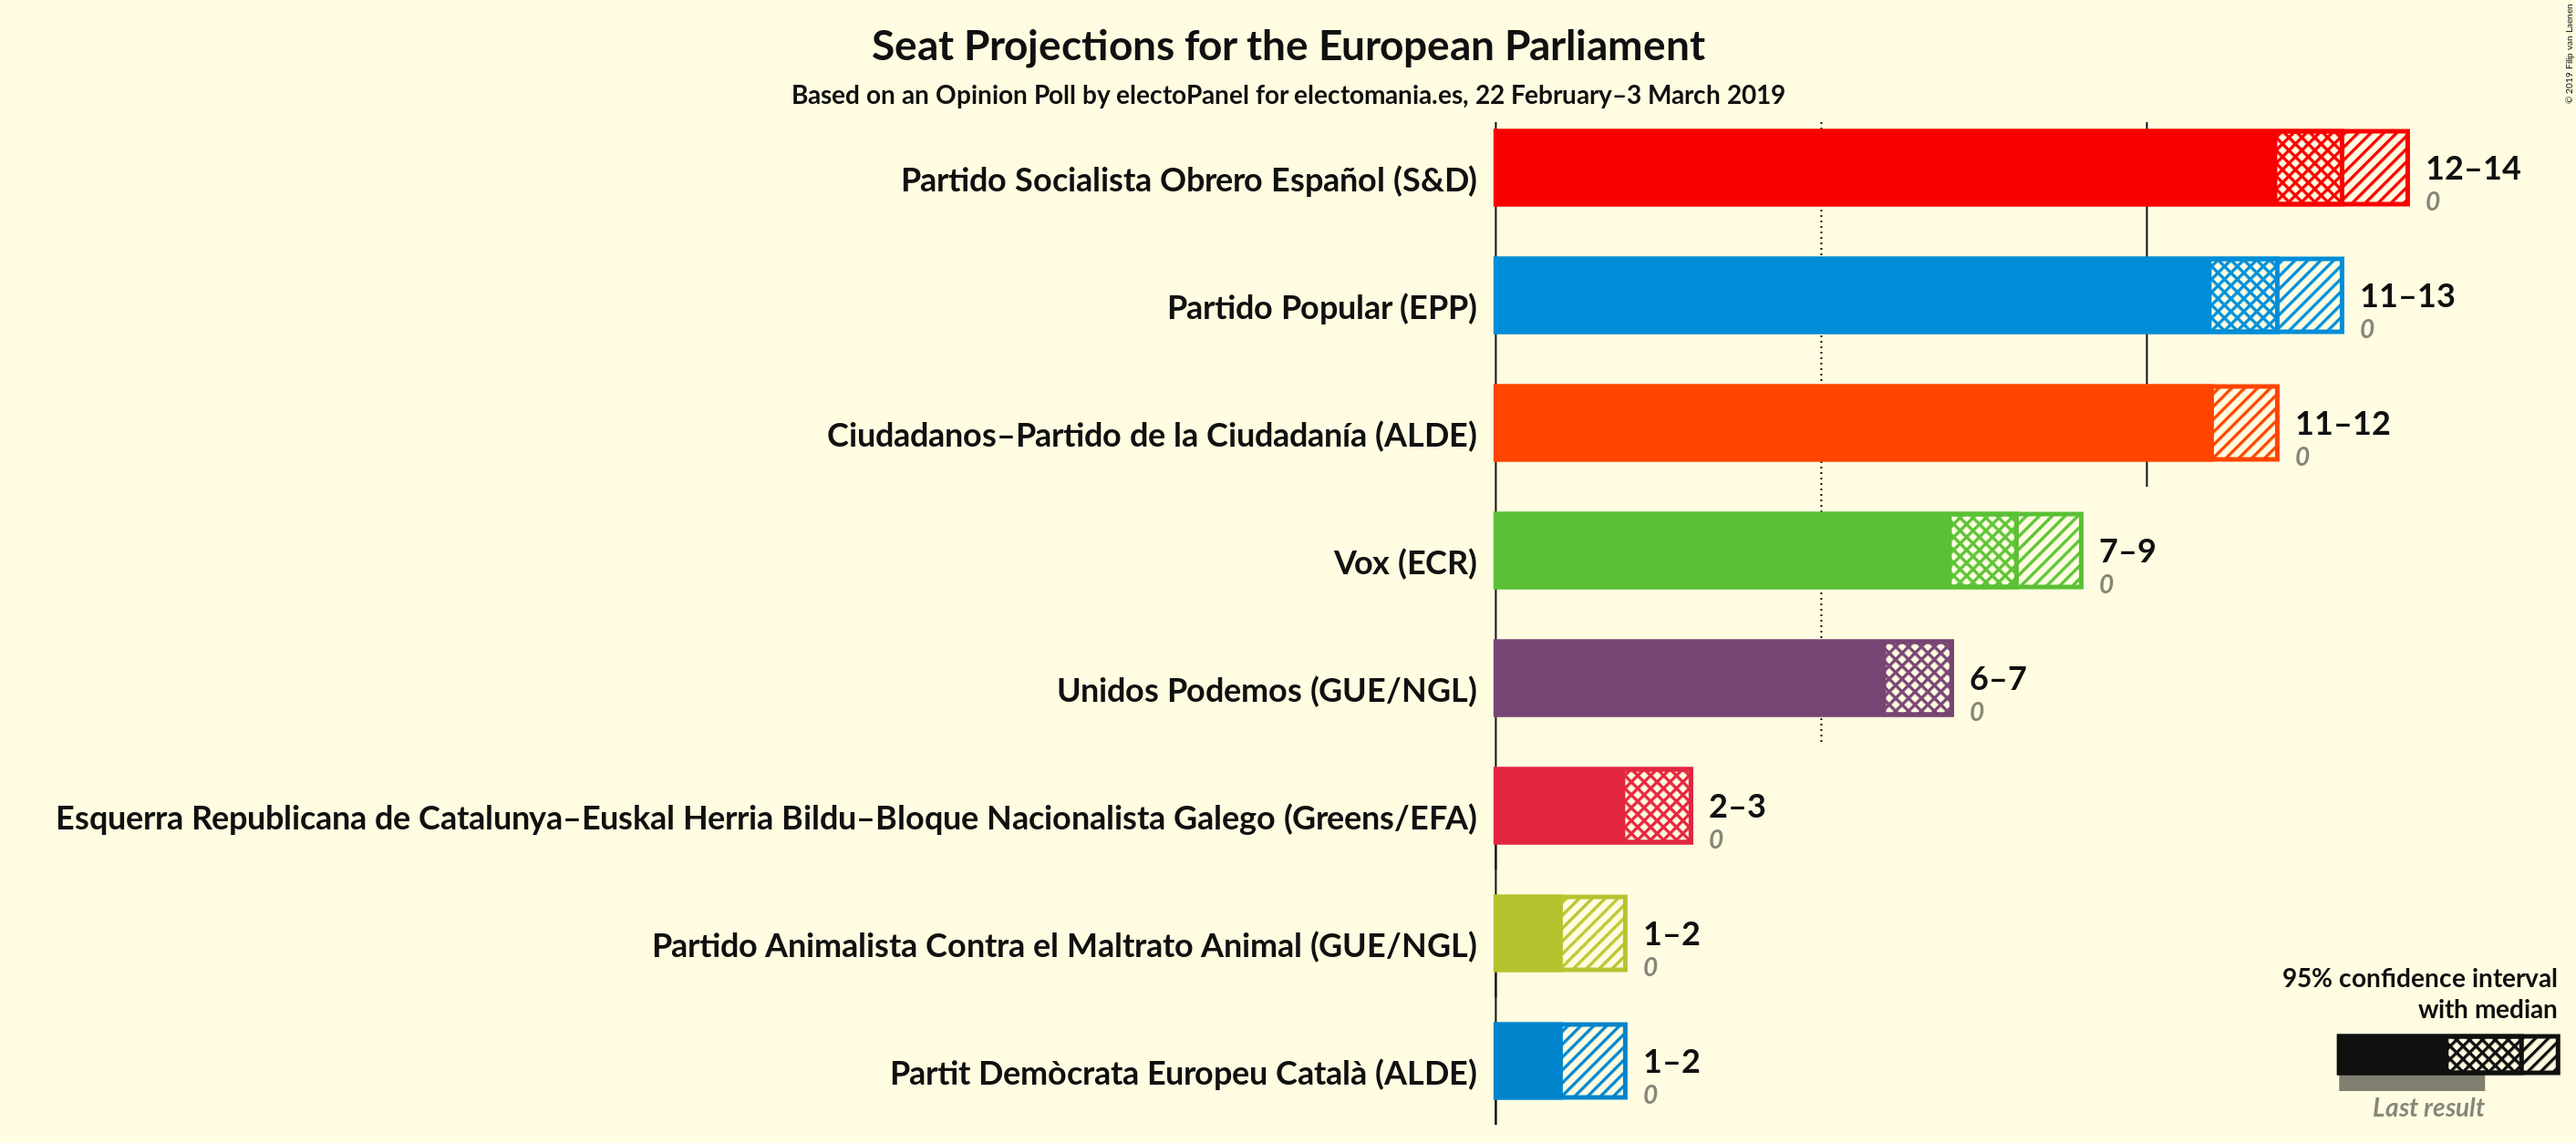 Seat Projections for the European Parliament
Based on an Opinion Poll by electoPanel for electomania.es, 22 February–3 March 2019
© 2019 Filip van Laenen
Partido Socialista Obrero Español (S&D)
12–14
0
Partido Popular (EPP)
11–13
0
Ciudadanos–Partido de la Ciudadanía (ALDE)
11–12
0
Vox (ECR)
7–9
0
Unidos Podemos (GUE/NGL)
6–7
0
Esquerra Republicana de Catalunya–Euskal Herria Bildu–Bloque Nacionalista Galego (Greens/EFA)
2–3
0
Partido Animalista Contra el Maltrato Animal (GUE/NGL)
1–2
0
Partit Demòcrata Europeu Català (ALDE)
1–2
0
95% confidence interval
with median
Last result